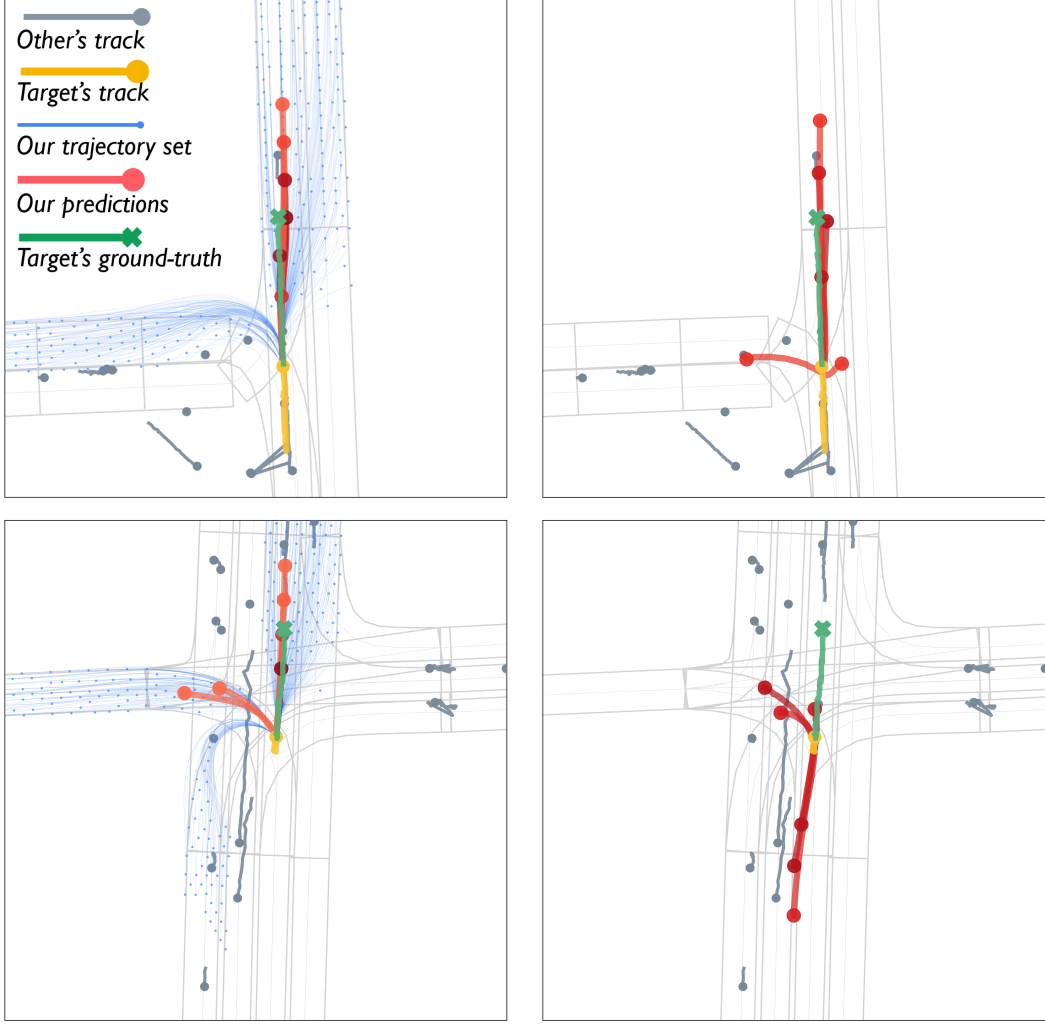 Other's track
Target's track
Our trajectory set
Our predictions
Target's ground-truth